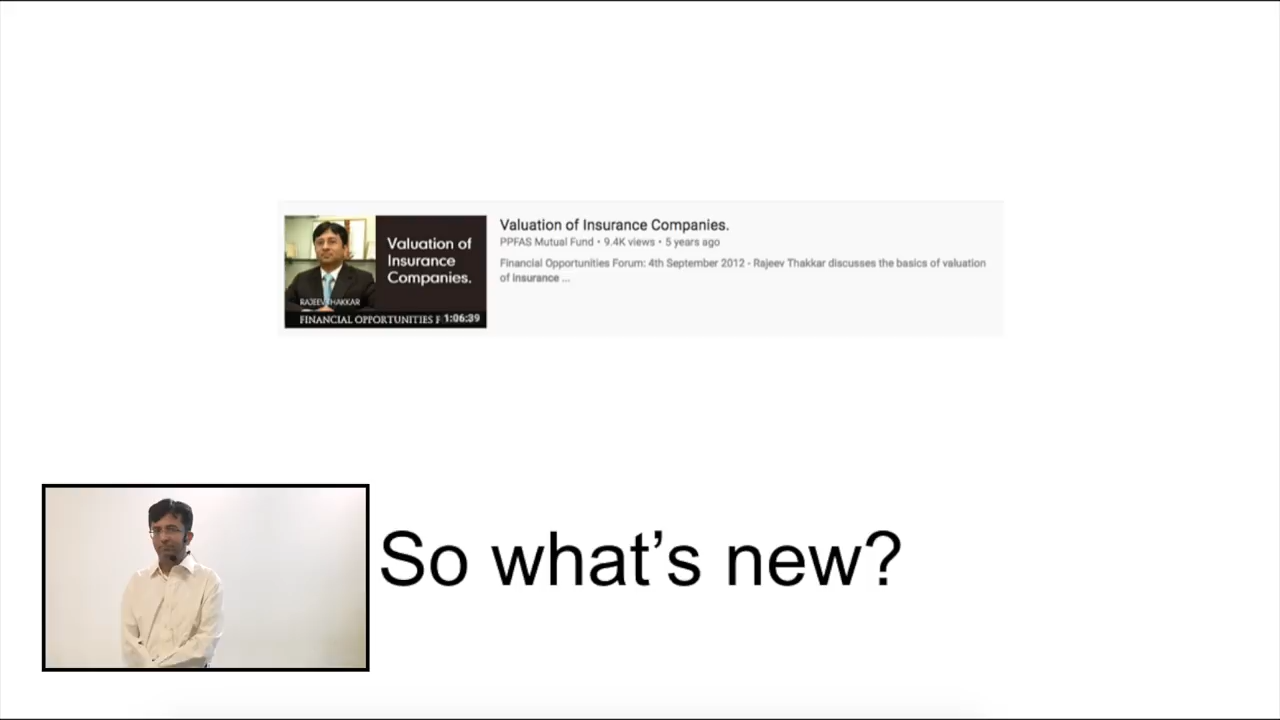 Valuation of
Insurance
Companies.
RAJEEV THAKKAR
FINANCIAL OPPORTUNITIES F
1:06:39
Valuation of Insurance Companies.
PPFAS Mutual Fund • 9.4K views • 5 years ago
Financial Opportunities Forum: 4th September 2012 - Rajeev Thakkar discusses the basics of valuation
of Insurance ...
So what's new?